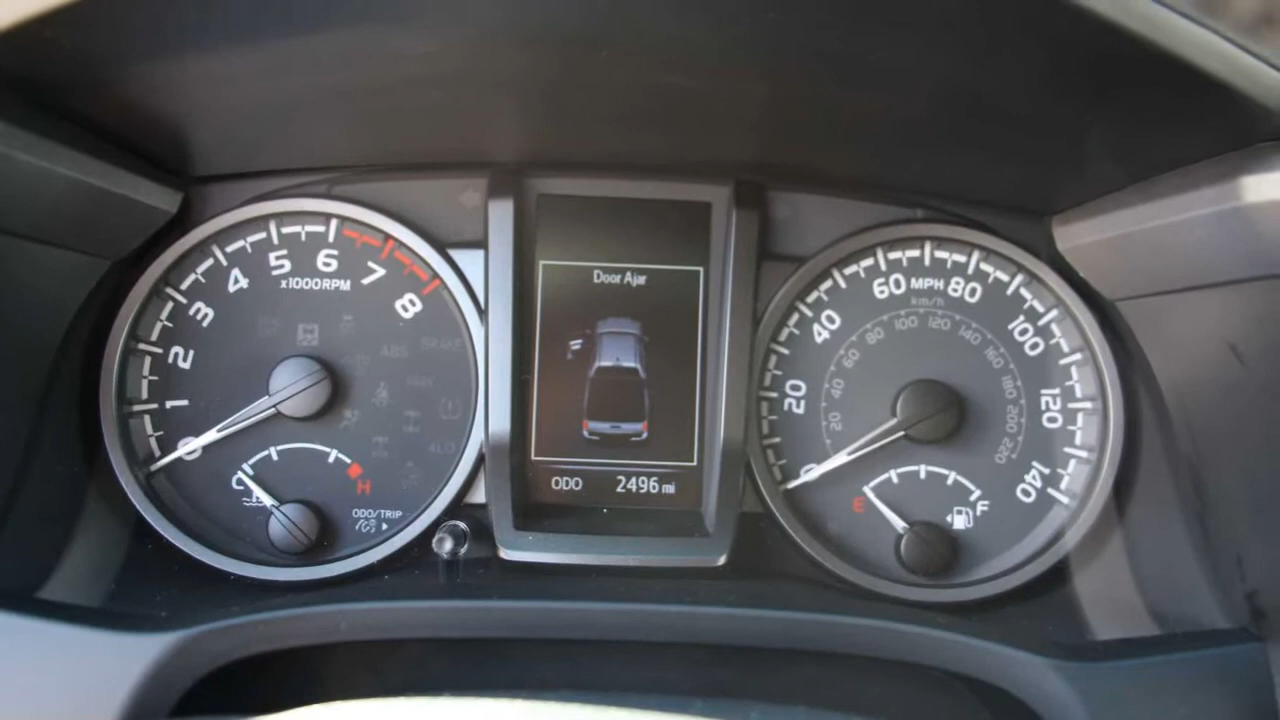 0 1 2 3 4 5 6 7 8
x1000RPM
ABS
BRAKE
4LO
C
H
ODO/TRIP
Door Ajar
ODO 2496 mi
0 20 40 60 80 100 120 140
MPH
km/h
20 40 60 80 100 120 140 160 180 200 220
E
F